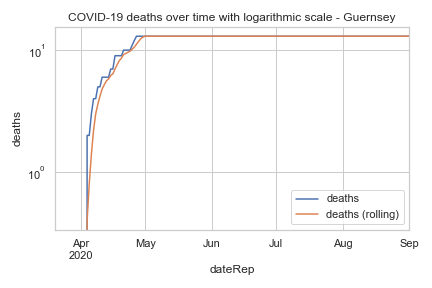 COVID-19 deaths over time with logarithmic scale - Guernsey
deaths
10¹
10⁰
Apr
2020
May
Jun
Jul
Aug
Sep
dateRep
deaths
deaths (rolling)